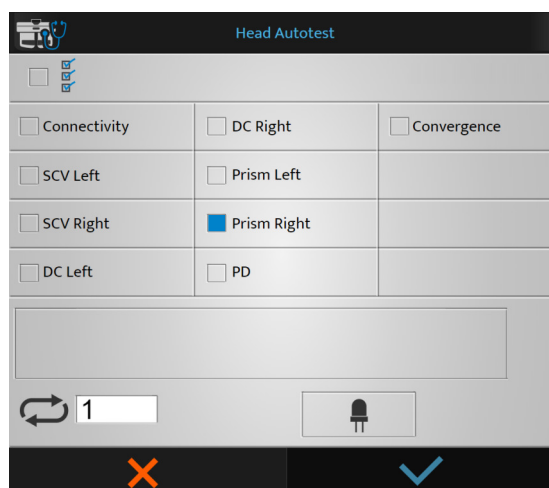 Head Autotest
Connectivity
DC Right
Convergence
SCV Left
Prism Left
SCV Right
Prism Right
DC Left
PD
1